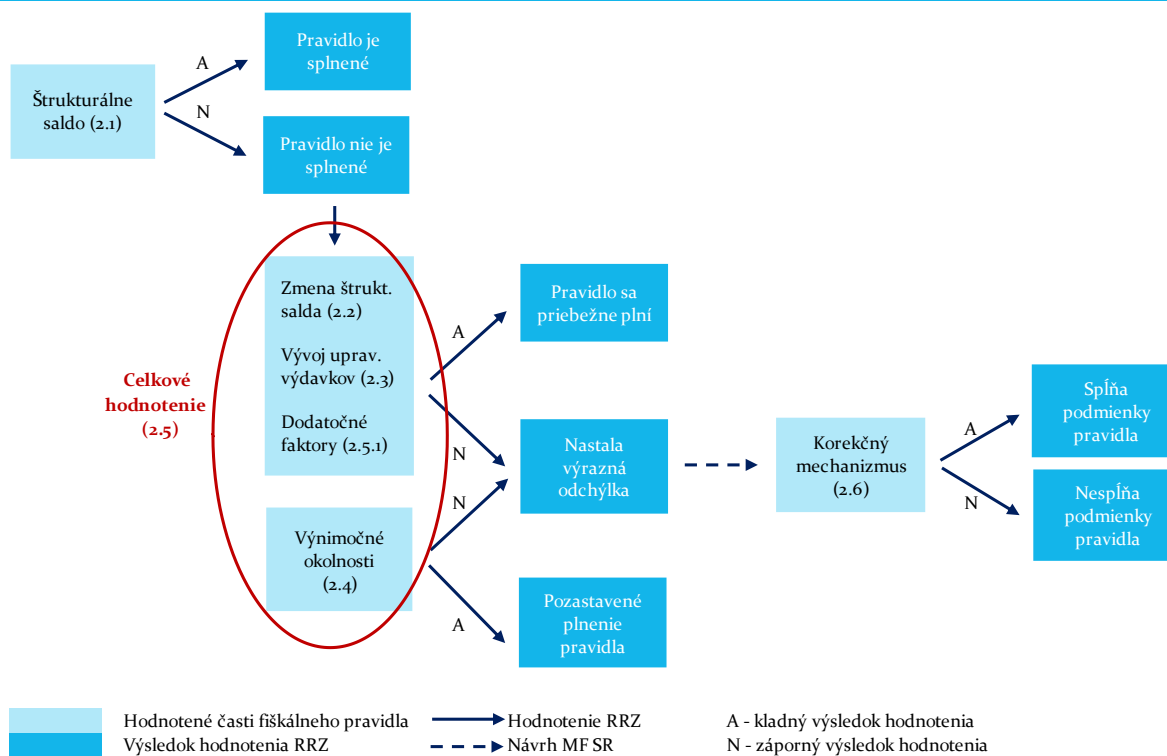 Pravidlo je
splnené
A
Štrukturálne
saldo (2.1)
N
Pravidlo nie je
splnené
Zmena štrukt.
salda (2.2)
Vývoj uprav.
výdavkov (2.3)
Dodatočné
faktory (2.5.1)
Celkové
hodnotenie
(2.5)
A
Pravidlo sa
priebežne plní
N
N
Nastala
výrazná
odchýlka
Výnimočné
okolnosti
(2.4)
A
Pozastavené
plnenie
pravidla
Korekčný
mechanizmus
(2.6)
A
Spĺňa
podmienky
pravidla
N
Nespĺňa
podmienky
pravidla
Hodnotené časti fiškálneho pravidla
Hodnotenie RRZ
A - kladný výsledok hodnotenia
Výsledok hodnotenia RRZ
Návrh MF SR
N - záporný výsledok hodnotenia